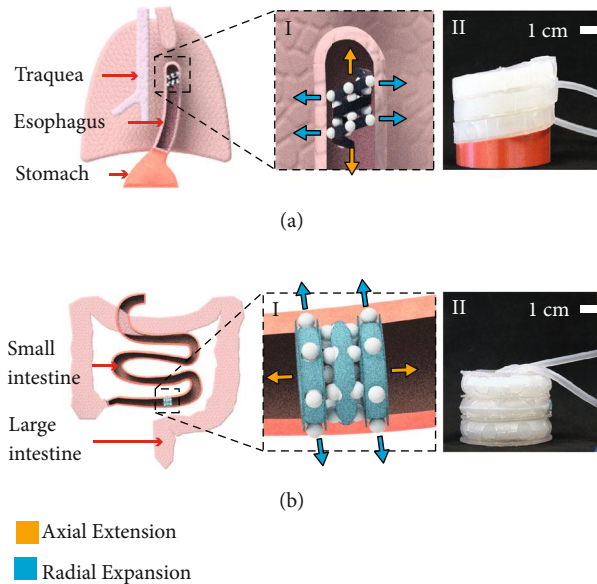 Traquea
Esophagus
Stomach
I
II
1 cm
(a)
Small
intestine
Large
intestine
I
II
1 cm
(b)
Axial Extension
Radial Expansion